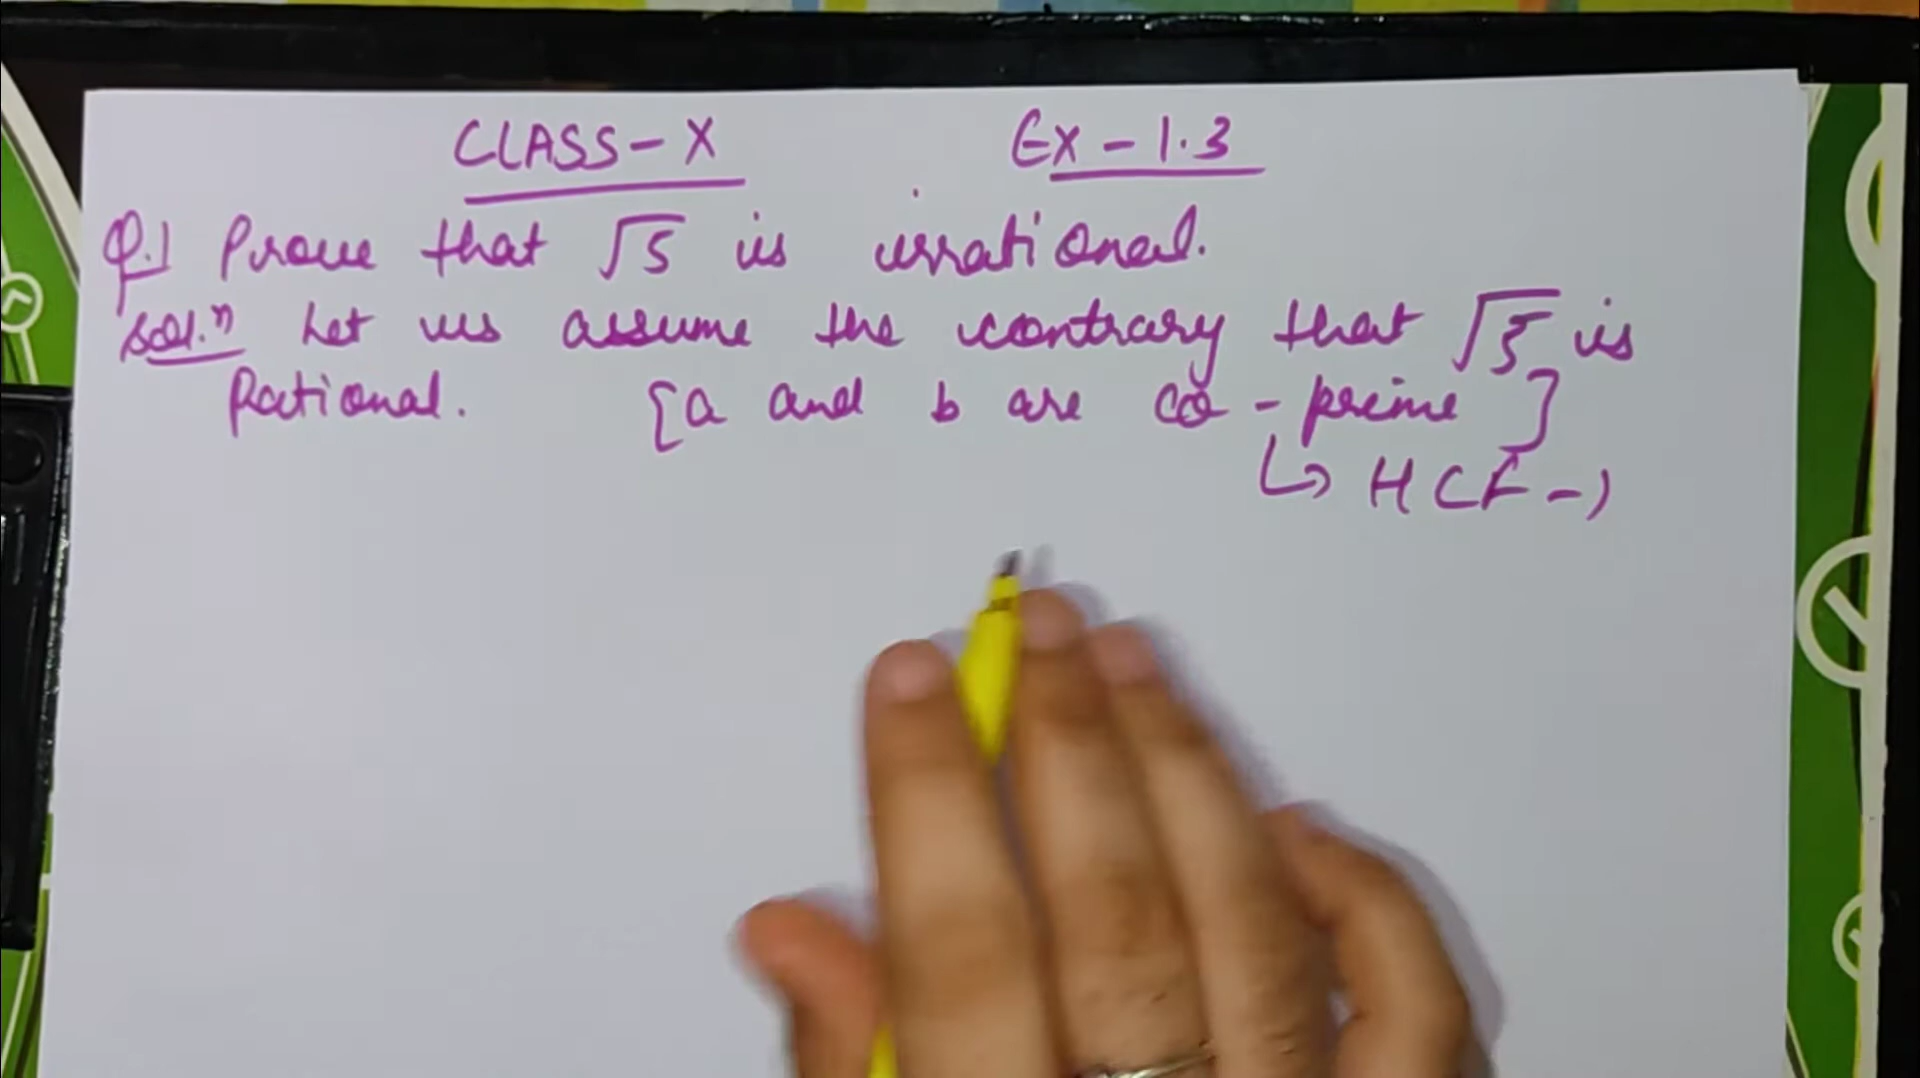 CLASS - X Ex - 1.3
Q.1 Prove that √5 is irrational.
Sol.ⁿ Let us assume the contrary that √5 is
Rational. [a and b are co-prime]
↳ HCF - 1